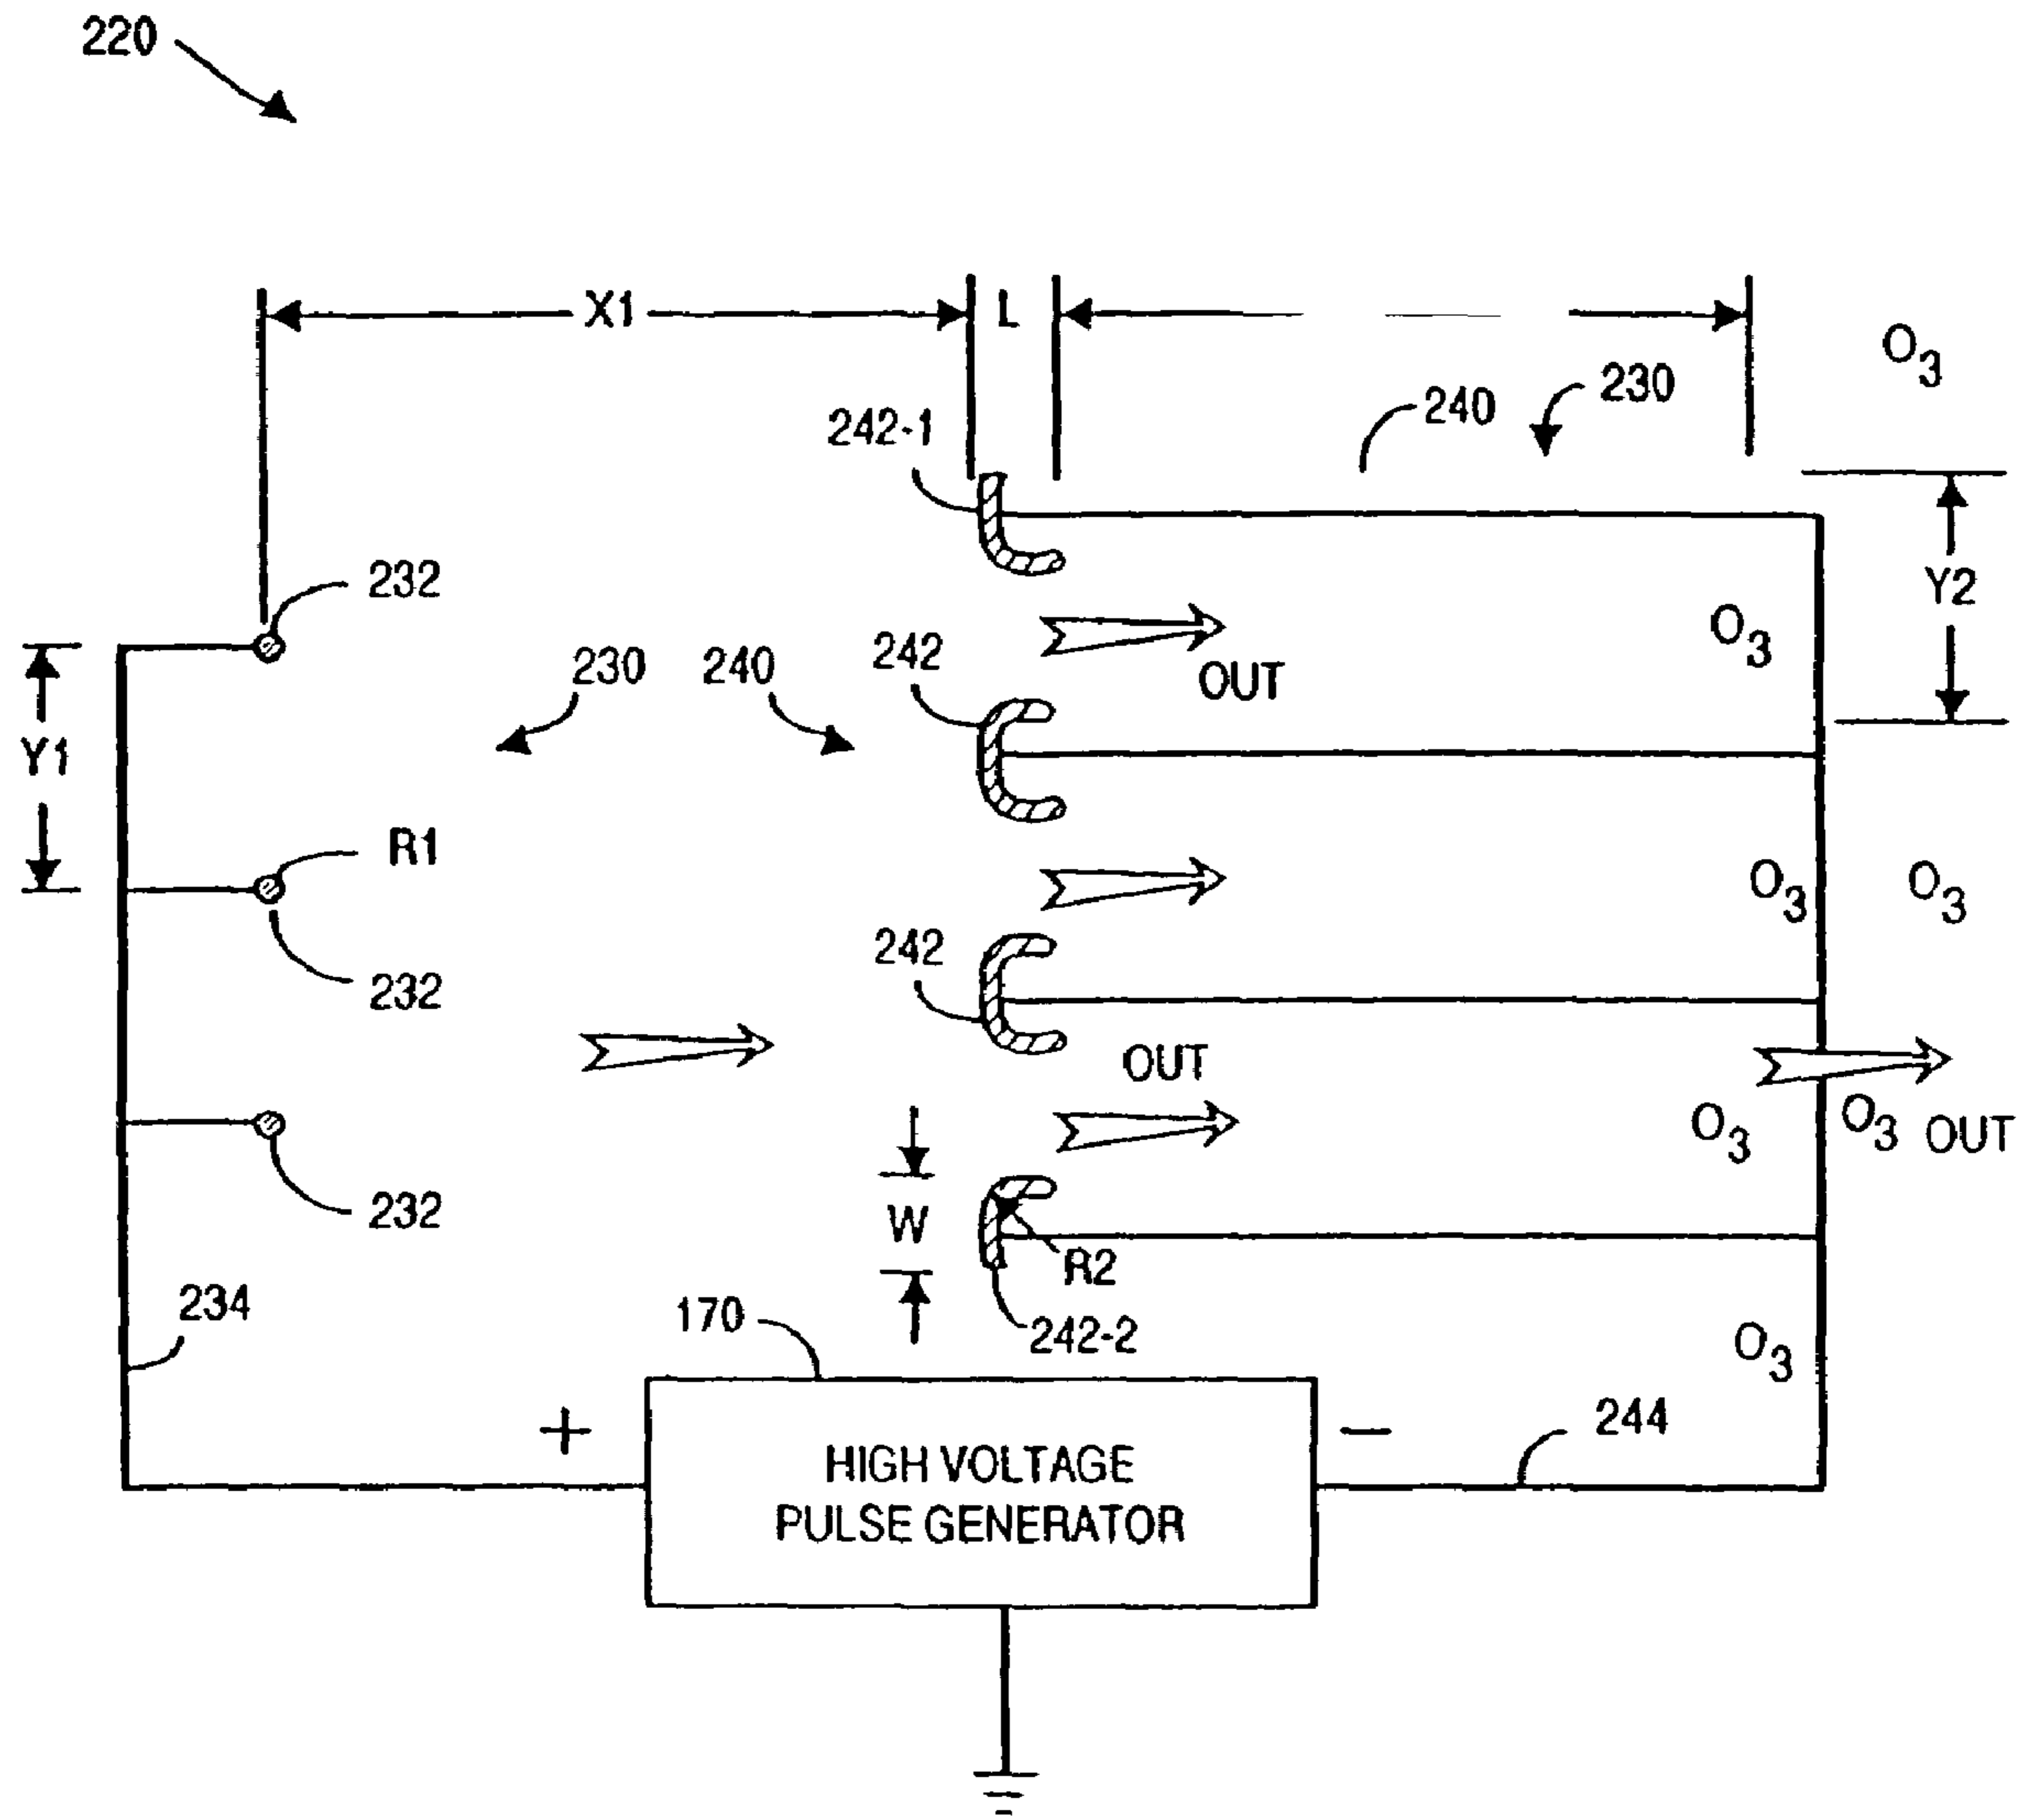 220
X1
L
O3
230
240
242-1
232
Y2
O3
242
230
240
OUT
Y1
R1
O3
O3
242
232
OUT
O3
O3
OUT
232
W
R2
234
170
242-2
O3
+
−
244
HIGH VOLTAGE
PULSE GENERATOR